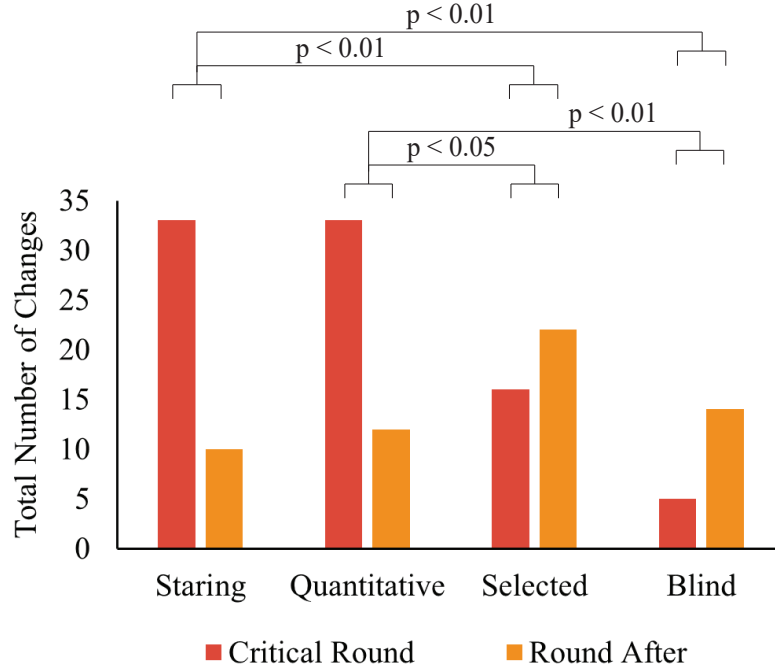 p < 0.01
p < 0.01
p < 0.01
p < 0.05
Total Number of Changes
35
30
25
20
15
10
5
0
Staring Quantitative Selected Blind
Critical Round Round After